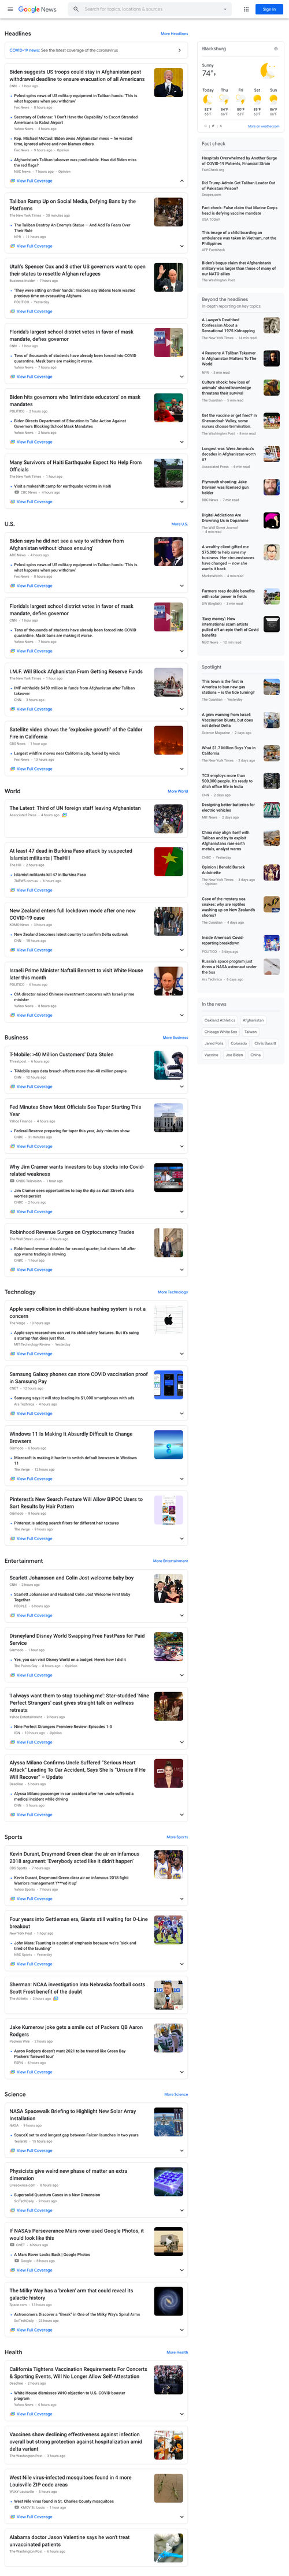 Google News
Search for topics, locations & sources
Sign in
Headlines
More Headlines
COVID-19 news: See the latest coverage of the coronavirus
Biden suggests US troops could stay in Afghanistan past
withdrawal deadline to ensure evacuation of all Americans
CNN · 1 hour ago
Pelosi spins news of US military equipment in Taliban hands: 'This is
what happens when you withdraw'
Fox News · 8 hours ago
Secretary of Defense: 'I Don't Have the Capability' to Escort Stranded
Americans to Kabul Airport
Yahoo News · 4 hours ago
Rep. Michael McCaul: Biden owns Afghanistan mess – he wasted
time, ignored advice and now blames others
Fox News · 9 hours ago · Opinion
Afghanistan's Taliban takeover was predictable. How did Biden miss
the red flags?
NBC News · 7 hours ago · Opinion
View Full Coverage
Taliban Ramp Up on Social Media, Defying Bans by the
Platforms
The New York Times · 30 minutes ago
The Taliban Destroy An Enemy's Statue — And Add To Fears Over
Their Rule
NPR · 11 hours ago
View Full Coverage
Utah's Spencer Cox and 8 other US governors want to open
their states to resettle Afghan refugees
Business Insider · 7 hours ago
'They were sitting on their hands': Insiders say Biden's team wasted
precious time on evacuating Afghans
POLITICO · Yesterday
View Full Coverage
Florida's largest school district votes in favor of mask
mandate, defies governor
CNN · 1 hour ago
Tens of thousands of students have already been forced into COVID
quarantine. Mask bans are making it worse.
Yahoo News · 7 hours ago
View Full Coverage
Biden hits governors who 'intimidate educators' on mask
mandates
POLITICO · 2 hours ago
Biden Directs Department of Education to Take Action Against
Governors Blocking School Mask Mandates
Yahoo News · 2 hours ago
View Full Coverage
Many Survivors of Haiti Earthquake Expect No Help From
Officials
The New York Times · 1 hour ago
Visit a makeshift camp for earthquake victims in Haiti
CBS News · 8 hours ago
View Full Coverage
U.S.
More U.S.
Biden says he did not see a way to withdraw from
Afghanistan without 'chaos ensuing'
ABC News · 4 hours ago
Pelosi spins news of US military equipment in Taliban hands: 'This is
what happens when you withdraw'
Fox News · 8 hours ago
View Full Coverage
Florida's largest school district votes in favor of mask
mandate, defies governor
CNN · 1 hour ago
Tens of thousands of students have already been forced into COVID
quarantine. Mask bans are making it worse.
Yahoo News · 7 hours ago
View Full Coverage
I.M.F. Will Block Afghanistan From Getting Reserve Funds
The New York Times · 1 hour ago
IMF withholds $450 million in funds from Afghanistan after Taliban
takeover
CNN · 3 hours ago
View Full Coverage
Satellite video shows the "explosive growth" of the Caldor
Fire in California
CBS News · 1 hour ago
Largest wildfire moves near California city, fueled by winds
Fox News · 13 hours ago
View Full Coverage
World
More World
The Latest: Third of UN foreign staff leaving Afghanistan
Associated Press · 4 hours ago
At least 47 dead in Burkina Faso attack by suspected
Islamist militants | TheHill
The Hill · 2 hours ago
Islamist militants kill 47 in Burkina Faso
News.com.au · 4 hours ago
View Full Coverage
New Zealand enters full lockdown mode after one new
COVID-19 case
ROMO News · 3 hours ago
New Zealand becomes latest country to confirm Delta outbreak
CNN · 18 hours ago
View Full Coverage
Israeli Prime Minister Naftali Bennett to visit White House
later this month
POLITICO · 6 hours ago
CIA director raised Chinese investment concerns with Israeli prime
minister
Yahoo News · 8 hours ago
View Full Coverage
Business
More Business
T-Mobile: >40 Million Customers' Data Stolen
Threatpost · 6 hours ago
T-Mobile says data breach affects more than 40 million people
CNN · 13 hours ago
View Full Coverage
Fed Minutes Show Most Officials See Taper Starting This
Year
Yahoo Finance · 4 hours ago
Federal Reserve preparing for taper this year, July minutes show
CNBC · 31 minutes ago
View Full Coverage
Why Jim Cramer wants investors to buy stocks into Covid-
related weakness
CNBC Television · 1 hour ago
Jim Cramer sees opportunities to buy the dip as Wall Street's delta
worries persist
CNBC · 2 hours ago
View Full Coverage
Robinhood Revenue Surges on Cryptocurrency Trades
The Wall Street Journal · 2 hours ago
Robinhood revenue doubles for second quarter, but shares fall after
app warns trading is slowing
CNBC · 1 hour ago
View Full Coverage
Technology
More Technology
Apple says collision in child-abuse hashing system is not a
concern
The Verge · 10 hours ago
Apple says researchers can vet its child safety features. But it's suing
a startup that does just that.
MIT Technology Review · Yesterday
View Full Coverage
Samsung Galaxy phones can store COVID vaccination proof
in Samsung Pay
CNET · 12 hours ago
Samsung says it will stop loading its $1,000 smartphones with ads
Ars Technica · 4 hours ago
View Full Coverage
Windows 11 Is Making It Absurdly Difficult to Change
Browsers
Gizmodo · 6 hours ago
Microsoft is making it harder to switch default browsers in Windows
11
The Verge · 12 hours ago
View Full Coverage
Pinterest's New Search Feature Will Allow BIPOC Users to
Sort Results by Hair Pattern
Gizmodo · 8 hours ago
Pinterest is adding search filters for different hair textures
The Verge · 9 hours ago
View Full Coverage
Entertainment
More Entertainment
Scarlett Johansson and Colin Jost welcome baby boy
CNN · 2 hours ago
Scarlett Johansson and Husband Colin Jost Welcome First Baby
Together
PEOPLE · 6 hours ago
View Full Coverage
Disneyland Disney World Swapping Free FastPass for Paid
Service
Gizmodo · 1 hour ago
Yes, you can visit Disney World on a budget: Here's how I did it
The Points Guy · 8 hours ago · Opinion
View Full Coverage
'I always want them to stop touching me': Star-studded 'Nine
Perfect Strangers' cast gives straight talk on wellness
retreats
Yahoo Entertainment · 9 hours ago
Nine Perfect Strangers Premiere Review: Episodes 1-3
IGN · 15 hours ago · Opinion
View Full Coverage
Alyssa Milano Confirms Uncle Suffered "Serious Heart
Attack" Leading To Car Accident, Says She Is "Unsure If He
Will Recover" – Update
Deadline · 5 hours ago
Alyssa Milano passenger in car accident after her uncle suffered a
medical incident while driving
CNN · 5 hours ago
View Full Coverage
Sports
More Sports
Kevin Durant, Draymond Green clear the air on infamous
2018 argument: 'Everybody acted like it didn't happen'
CBS Sports · 7 hours ago
Kevin Durant, Draymond Green clear air on infamous 2018 fight:
Warriors management 'f***ed it up'
Yahoo Sports · 7 hours ago
View Full Coverage
Four years into Gettleman era, Giants still waiting for O-Line
breakout
New York Post · 1 hour ago
John Mara: Taunting is a point of emphasis because we're "sick and
tired of the taunting"
NBC Sports · Yesterday
View Full Coverage
Sherman: NCAA investigation into Nebraska football costs
Scott Frost benefit of the doubt
The Athletic · 2 hours ago
Jake Kumerow joke gets a smile out of Packers QB Aaron
Rodgers
Packers Wire · 2 hours ago
Aaron Rodgers doesn't want 2021 to be treated like Green Bay
Packers 'farewell tour'
ESPN · 4 hours ago
View Full Coverage
Science
More Science
NASA Spacewalk Briefing to Highlight New Solar Array
Installation
NASA · 9 hours ago
SpaceX set to end longest gap between Falcon launches in two years
Teslarati · 10 hours ago
View Full Coverage
Physicists give weird new phase of matter an extra
dimension
Livescience.com · 8 hours ago
Supersolid Quantum Gases in a New Dimension
SciTechDaily · 9 hours ago
View Full Coverage
If NASA's Perseverance Mars rover used Google Photos, it
would look like this
CNET · 6 hours ago
A Mars Rover Looks Back | Google Photos
Google · 9 hours ago
View Full Coverage
The Milky Way has a 'broken' arm that could reveal its
galactic history
Space.com · 13 hours ago
Astronomers Discover a "Break" in One of the Milky Way's Spiral Arms
SciTechDaily · 23 hours ago
View Full Coverage
Health
More Health
California Tightens Vaccination Requirements For Concerts
& Sporting Events, Will No Longer Allow Self-Attestation
Deadline · 2 hours ago
White House dismisses WHO objection to U.S. COVID booster
program
Yahoo News · 4 hours ago
View Full Coverage
Vaccines show declining effectiveness against infection
overall but strong protection against hospitalization amid
delta variant
The Washington Post · 3 hours ago
West Nile virus-infected mosquitoes found in 4 more
Louisville ZIP code areas
WLKY Louisville · 5 hours ago
West Nile virus found in St. Charles County mosquitoes
KMOV St. Louis · 1 hour ago
View Full Coverage
Alabama doctor Jason Valentine says he won't treat
unvaccinated patients
The Washington Post · 6 hours ago
Blacksburg
Sunny
74°F
Today Thu Fri Sat Sun
More on weather.com
Fact check
Hospitals Overwhelmed by Another Surge
of COVID-19 Patients, Financial Strain
FactCheck.org
Did Trump Admin Get Taliban Leader Out
of Pakistani Prison?
Snopes.com
Fact check: False claim that Marine Corps
head is defying vaccine mandate
USA TODAY
This image of a child boarding an
ambulance was taken in Vietnam, not the
Philippines
AFP Factcheck
Biden's bogus claim that Afghanistan's
military was larger than those of many of
our NATO allies
The Washington Post
Beyond the headlines
In-depth reporting on key topics
A Lawyer's Deathbed
Confession About a
Sensational 1975 Kidnapping
The New York Times · 14 min read
4 Reasons A Taliban Takeover
In Afghanistan Matters To The
World
NPR · 5 min read
Culture shock: how loss of
animals' shared knowledge
threatens their survival
The Guardian · 5 min read
Get the vaccine or get fired? In
Shenandoah Valley, some
nurses choose termination.
The Washington Post · 8 min read
Longest war: Were America's
decades in Afghanistan worth
it?
Associated Press · 6 min read
Plymouth shooting: Jake
Davison was licensed gun
holder
BBC News · 7 min read
Digital Addictions Are
Drowning Us in Dopamine
The Wall Street Journal
4 min read
A wealthy client gifted me
$75,000 to help save my
business. Her circumstances
have changed — now she
wants it back
MarketWatch · 4 min read
Farmers reap double benefits
with solar power in fields
DW (English) · 3 min read
'Easy money': How
international scam artists
pulled off an epic theft of Covid
benefits
NBC News · 13 min read
Spotlight
This town is the first in
America to ban new gas
stations — is the tide turning?
The Guardian · Yesterday
A grim warning from Israel:
Vaccination blunts, but does
not defeat Delta
Science Magazine · 2 days ago
What $1.7 Million Buys You in
California
The New York Times · 2 days ago
TCS employs more than
500,000 people. It's ready to
ditch office life in India
CNN · 2 days ago
Designing better batteries for
electric vehicles
MIT News · 2 days ago
China may align itself with
Taliban and try to exploit
Afghanistan's rare earth
metals, analyst warns
CNBC · Yesterday
Opinion | Behold Barack
Antoinette
The New York Times · 3 days ago
Opinion
Case of the mystery sea
snakes: why are reptiles
washing up on New Zealand's
shores?
The Guardian · 4 days ago
Inside America's Covid-
reporting breakdown
POLITICO · 3 days ago
Russia's space program just
threw a NASA astronaut under
the bus
Ars Technica · 5 days ago
In the news
Oakland Athletics
Afghanistan
Chicago White Sox
Taiwan
Jared Pelo
Colorado
Chris Bassitt
Vaccine
Joe Biden
China